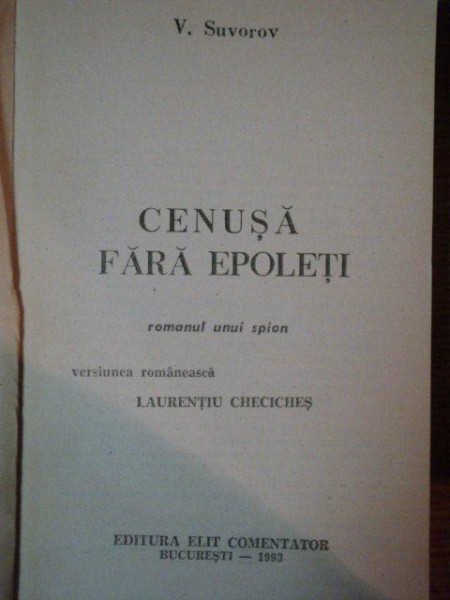 V. Suvorov
CENUȘĂ
FĂRĂ EPOLEȚI
romanul unui spion
versiunea românească
LAURENȚIU CHECICHEȘ
EDITURA ELIT COMENTATOR
BUCUREȘTI — 1993